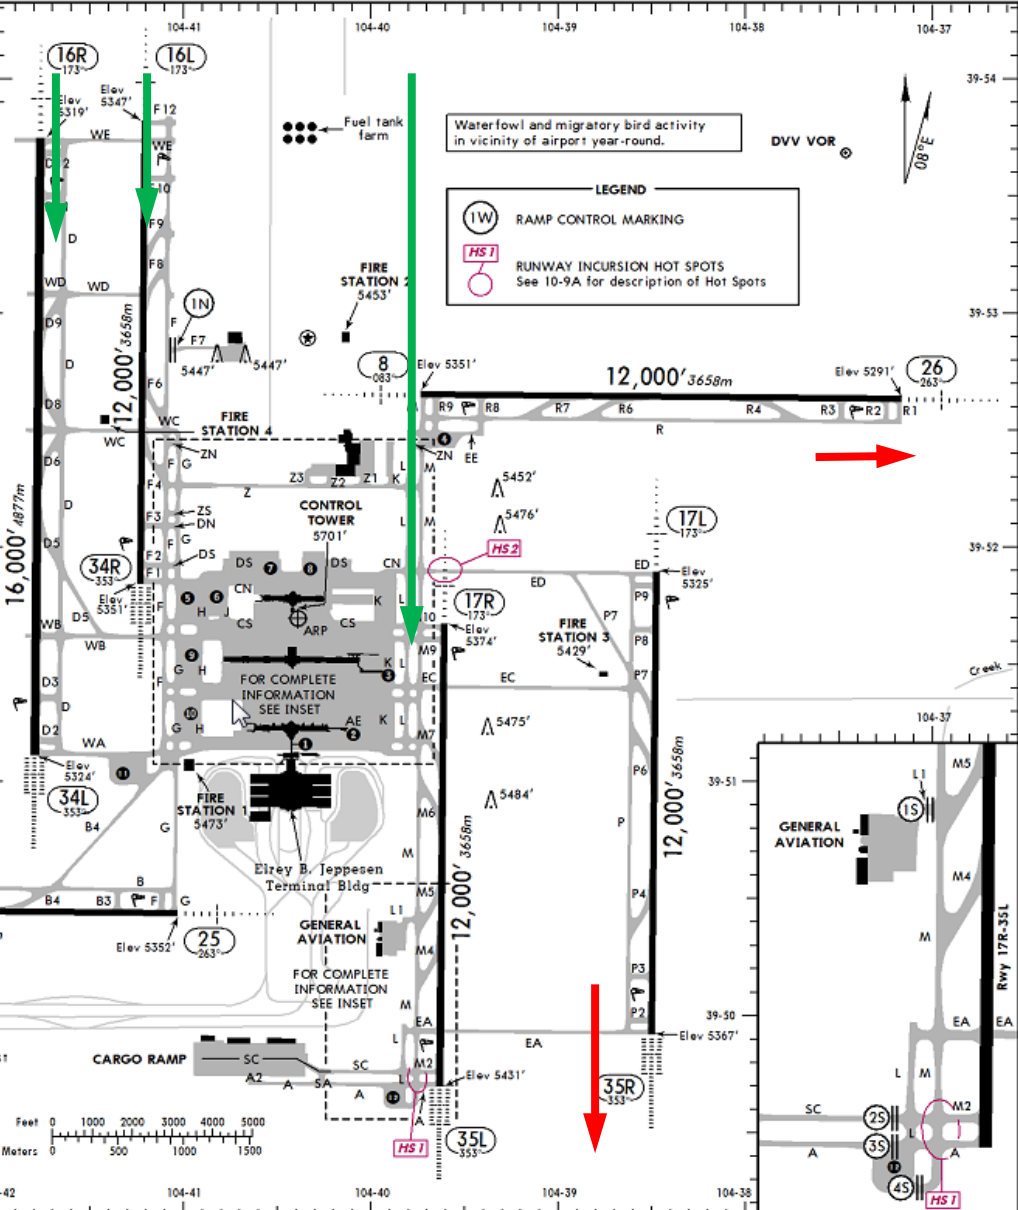 104-41
104-40
104-39
104-38
104-37
16R
173°
16L
173°
39-54
Elev
5319'
Elev
5347'
F12
WE
WE
Fuel tank
farm
Waterfowl and migratory bird activity
in vicinity of airport year-round.
DVV VOR
08°E
LEGEND
1W
RAMP CONTROL MARKING
HS 1
RUNWAY INCURSION HOT SPOTS
See 10-9A for description of Hot Spots
F9
D
F8
FIRE
STATION 2
5453'
WD
WD
1N
39-53
D9
12,000' 3658m
F
F7
5447'
5447'
D
F6
8
083°
Elev 5351'
12,000' 3658m
Elev 5291'
26
263°
D8
WC
FIRE
STATION 4
R9
R8
R7
R6
R4
R3
R2
R1
R
WC
ZN
ZN
EE
D6
F
G
L
M
F4
Z
Z3
Z2
Z1
K
5452'
D
CONTROL
TOWER
5701'
F3
ZS
DN
L
M
5476'
17L
173°
16,000' 4877m
D5
G
F2
DS
DS
DS
CN
HS2
39-52
34R
353°
F1
7
8
ED
ED
Elev
5325'
Elev
5351'
F
5
6
H
J
CN
CS
CS
K
L
ARP
17R
173°
Elev
5374'
P9
P7
FIRE
STATION 3
5429'
P8
WB
D5
WB
9
M9
K
L
3
G
H
F
FOR COMPLETE
INFORMATION
SEE INSET
EC
EC
P7
Creek
D3
D
10
G
H
AE
K
L
2
1
D2
M7
5475'
104-37
WA
Elev
5324'
11
12,000' 3658m
P6
39-51
34L
353°
FIRE
STATION 1
5473'
5484'
M5
L1
1S
GENERAL
AVIATION
B4
G
M6
P
M
Elrey B. Jeppesen
Terminal Bldg
12,000' 3658m
M4
B
B4
B3
F
G
M5
P4
Elev 5352'
25
263°
L1
GENERAL
AVIATION
M4
M
Rwy 17R-35L
FOR COMPLETE
INFORMATION
SEE INSET
P3
M
P2
39-50
EA
EA
L
Elev 5367'
EA
EA
CARGO RAMP
SC
SC
M2
A2
A
SA
L
A
Elev 5431'
35R
353°
L
M
M2
SC
2S
A
3S
L
A
4S
HS 1
A
HS 1
35L
353°
Feet
0
1000
2000
3000
4000
5000
Meters
0
500
1000
1500
104-41
104-40
104-39
104-38